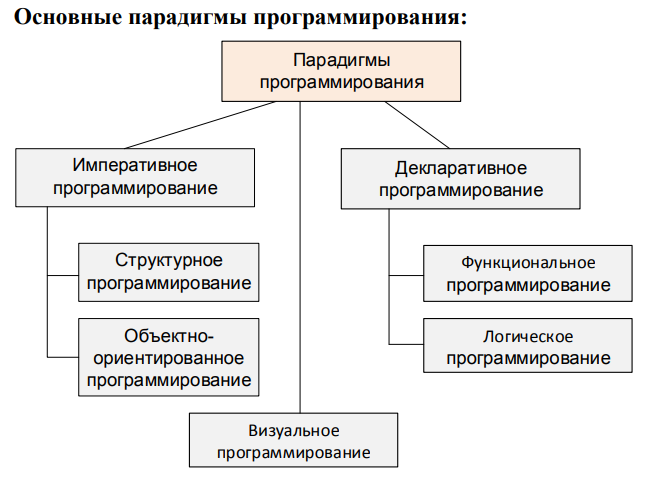 Основные парадигмы программирования:
Парадигмы
программирования
Императивное
программирование
Декларативное
программирование
Структурное
программирование
Функциональное
программирование
Объектно-
ориентированное
программирование
Логическое
программирование
Визуальное
программирование